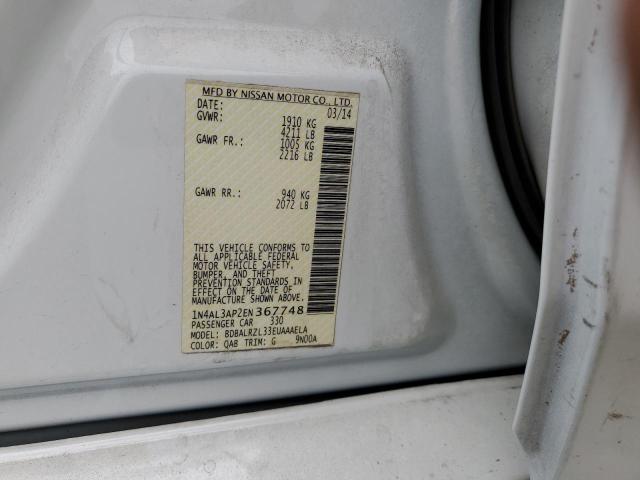 MFD BY NISSAN MOTOR CO., LTD.
DATE: 03/14
GVWR: 1910 KG
4211 LB
GAWR FR.: 1005 KG
2216 LB
GAWR RR.: 940 KG
2072 LB
THIS VEHICLE CONFORMS TO
ALL APPLICABLE FEDERAL
MOTOR VEHICLE SAFETY,
BUMPER, AND THEFT
PREVENTION STANDARDS IN
EFFECT ON THE DATE OF
MANUFACTURE SHOWN ABOVE.
1N4AL3AP2EN367748
PASSENGER CAR 330
MODEL: BDBALRZL33EUAAAELA
COLOR: QAB TRIM: G 9N00A